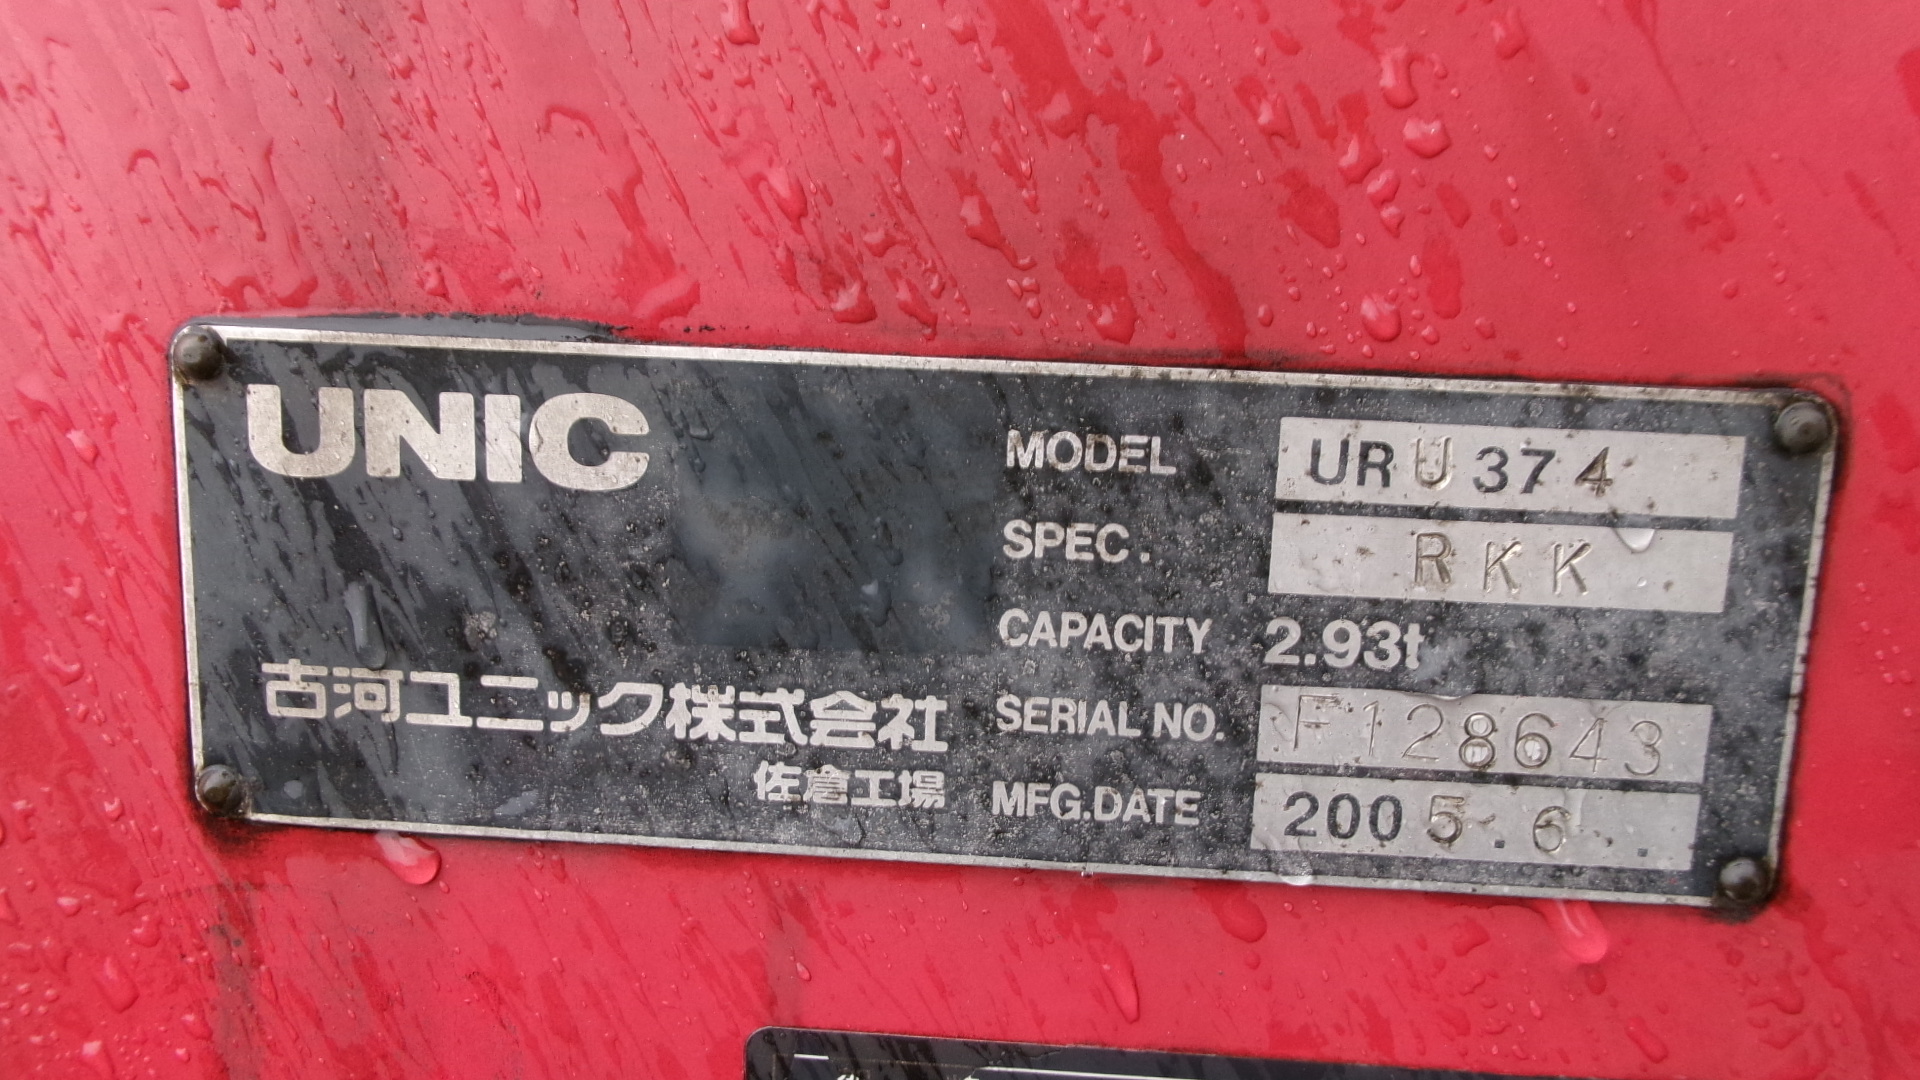 UNIC
古河ユニック株式会社
佐倉工場
MODEL URU374
SPEC. RKK
CAPACITY 2.93t
SERIAL NO. F128643
MFG.DATE 2005.6.